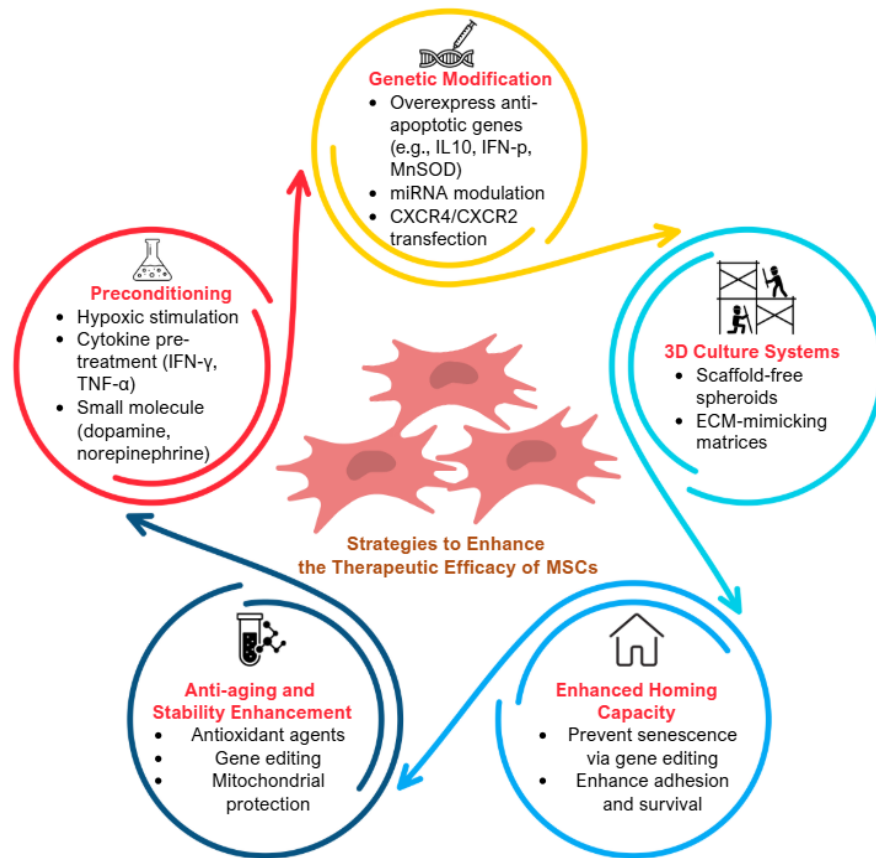 Genetic Modification
• Overexpress anti-
apoptotic genes
(e.g., IL10, IFN-p,
MnSOD)
• miRNA modulation
• CXCR4/CXCR2
transfection
Preconditioning
• Hypoxic stimulation
• Cytokine pre-
treatment (IFN-γ,
TNF-α)
• Small molecule
(dopamine,
norepinephrine)
3D Culture Systems
• Scaffold-free
spheroids
• ECM-mimicking
matrices
Strategies to Enhance
the Therapeutic Efficacy of MSCs
Anti-aging and
Stability Enhancement
• Antioxidant agents
• Gene editing
• Mitochondrial
protection
Enhanced Homing
Capacity
• Prevent senescence
via gene editing
• Enhance adhesion
and survival